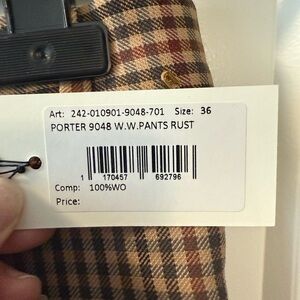 Art: 242-010901-9048-701 Size: 36
PORTER 9048 W.W.PANTS RUST
1 170457 692796
Comp: 100%WO
Price: